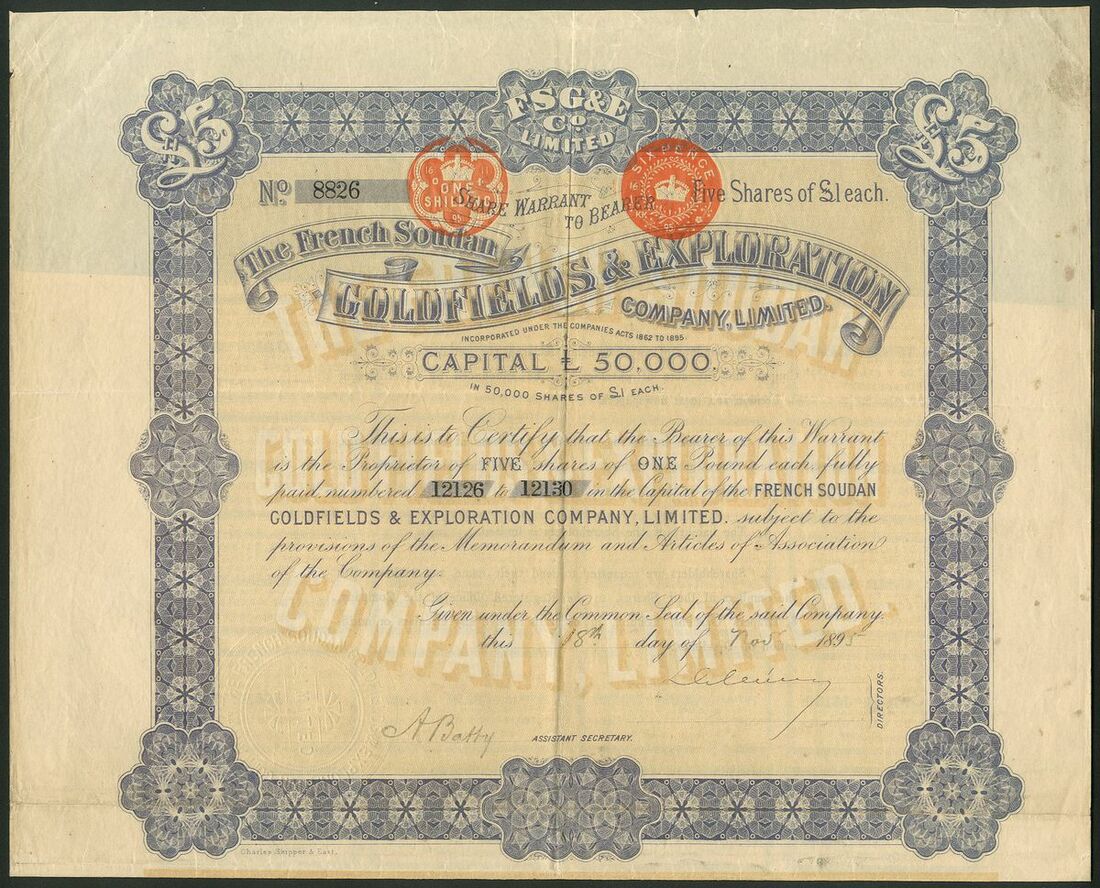 F S G & E
Co.
LIMITED
£5
£5
No. 8826
ONE SHILLING
95
SIXPENCE
KK
95
SHARE WARRANT
TO BEARER
Five Shares of £1 each.
The French Soudan
GOLDFIELDS & EXPLORATION
COMPANY, LIMITED.
INCORPORATED UNDER THE COMPANIES ACTS 1862 TO 1895.
CAPITAL £ 50,000.
IN 50,000 SHARES OF £1 EACH.
This is to Certify that the Bearer of this Warrant
is the Proprietor of FIVE shares of ONE Pound each, fully
paid, numbered 12126 to 12130 in the Capital of the FRENCH SOUDAN
GOLDFIELDS & EXPLORATION COMPANY, LIMITED. subject to the
provisions of the Memorandum and Articles of Association
of the Company.
Given under the Common Seal of the said Company
this 18th day of Nov 1895
DIRECTORS.
A. Batty
ASSISTANT SECRETARY.
Charles Skipper & East.